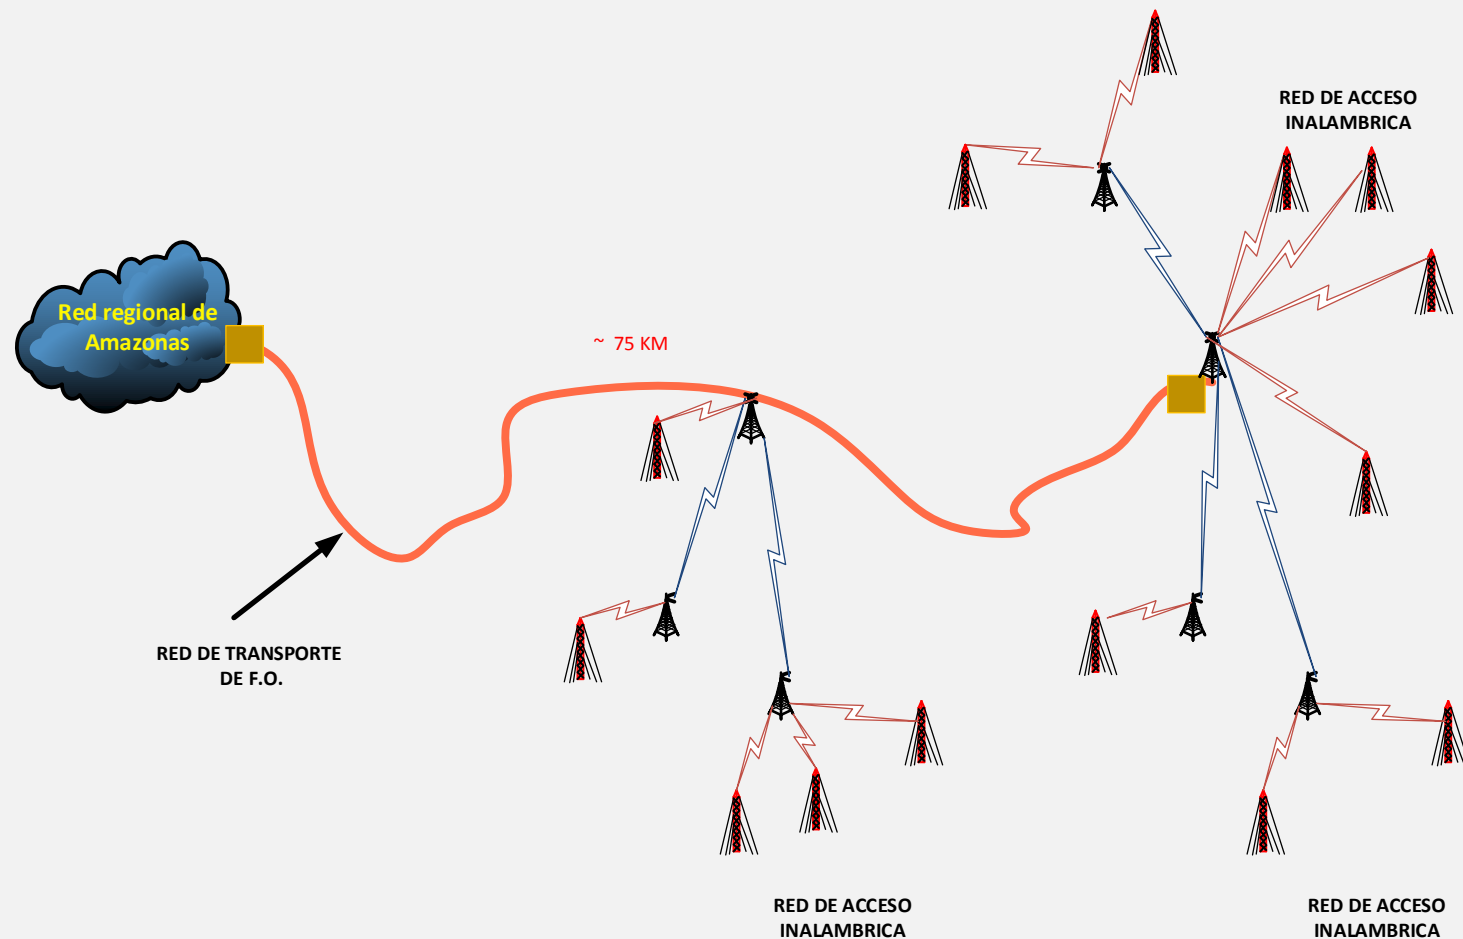 RED DE ACCESO
INALAMBRICA
Red regional de
Amazonas
~ 75 KM
RED DE TRANSPORTE
DE F.O.
RED DE ACCESO
INALAMBRICA
RED DE ACCESO
INALAMBRICA